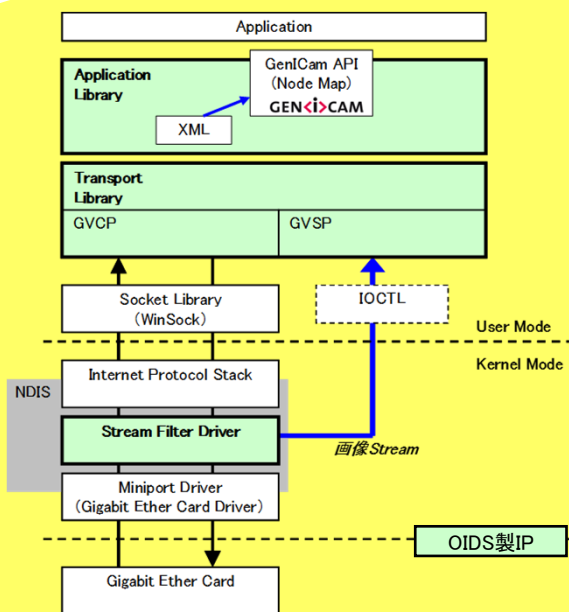 Application
Application
Library
GenICam API
(Node Map)
GEN<i>CAM
XML
Transport
Library
GVCP
GVSP
Socket Library
(WinSock)
IOCTL
User Mode
Kernel Mode
NDIS
Internet Protocol Stack
Stream Filter Driver
画像Stream
Miniport Driver
(Gigabit Ether Card Driver)
OIDS製IP
Gigabit Ether Card